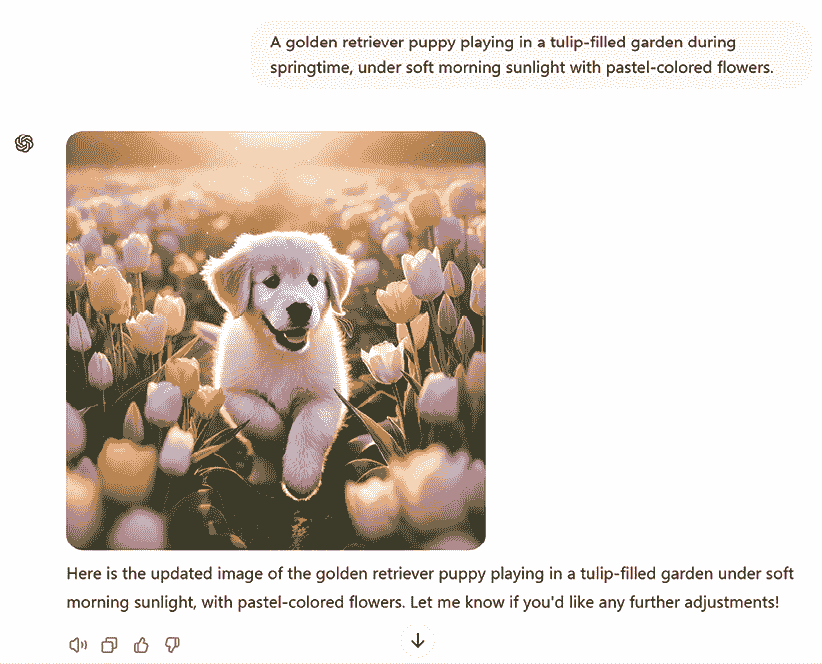 A golden retriever puppy playing in a tulip-filled garden during
springtime, under soft morning sunlight with pastel-colored flowers.
Here is the updated image of the golden retriever puppy playing in a tulip-filled garden under soft
morning sunlight, with pastel-colored flowers. Let me know if you'd like any further adjustments!